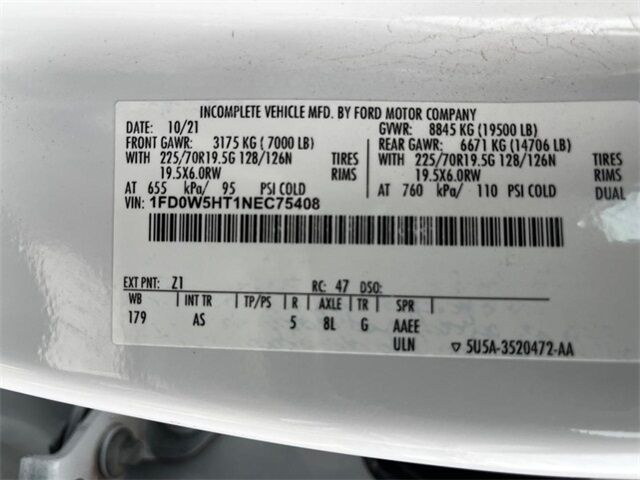 INCOMPLETE VEHICLE MFD. BY FORD MOTOR COMPANY
DATE: 10/21 GVWR: 8845 KG (19500 LB)
FRONT GAWR: 3175 KG ( 7000 LB) REAR GAWR: 6671 KG (14706 LB)
WITH 225/70R19.5G 128/126N TIRES WITH 225/70R19.5G 128/126N TIRES
19.5X6.0RW RIMS 19.5X6.0RW RIMS
AT 655 kPa/ 95 PSI COLD AT 760 kPa/ 110 PSI COLD
VIN: 1FD0W5HT1NEC75408
EXT PNT: Z1 RC: 47 DSO:
WB INT TR TP/PS R AXLE TR SPR
179 AS 5 8L G AAEE
ULN ▽ 5U5A-3S20472-AA